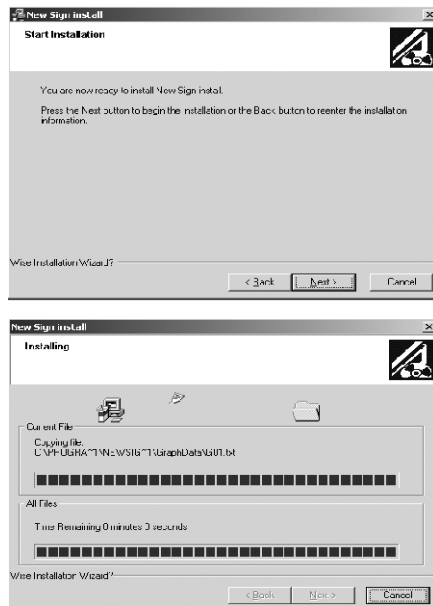 New Sign install
Start Installation
You are now ready to install New Sign install.
Press the Next button to begin the installation or the Back button to reenter the installation
information.
Wise Installation Wizard?
< Back
Next >
Cancel
New Sign install
Installing
Current File
Copying file:
C:\PROGRA~1\NEWSIG~1\GraphData\G01.txt
All Files
Time Remaining 0 minutes 0 seconds
Wise Installation Wizard?
< Back
Next >
Cancel